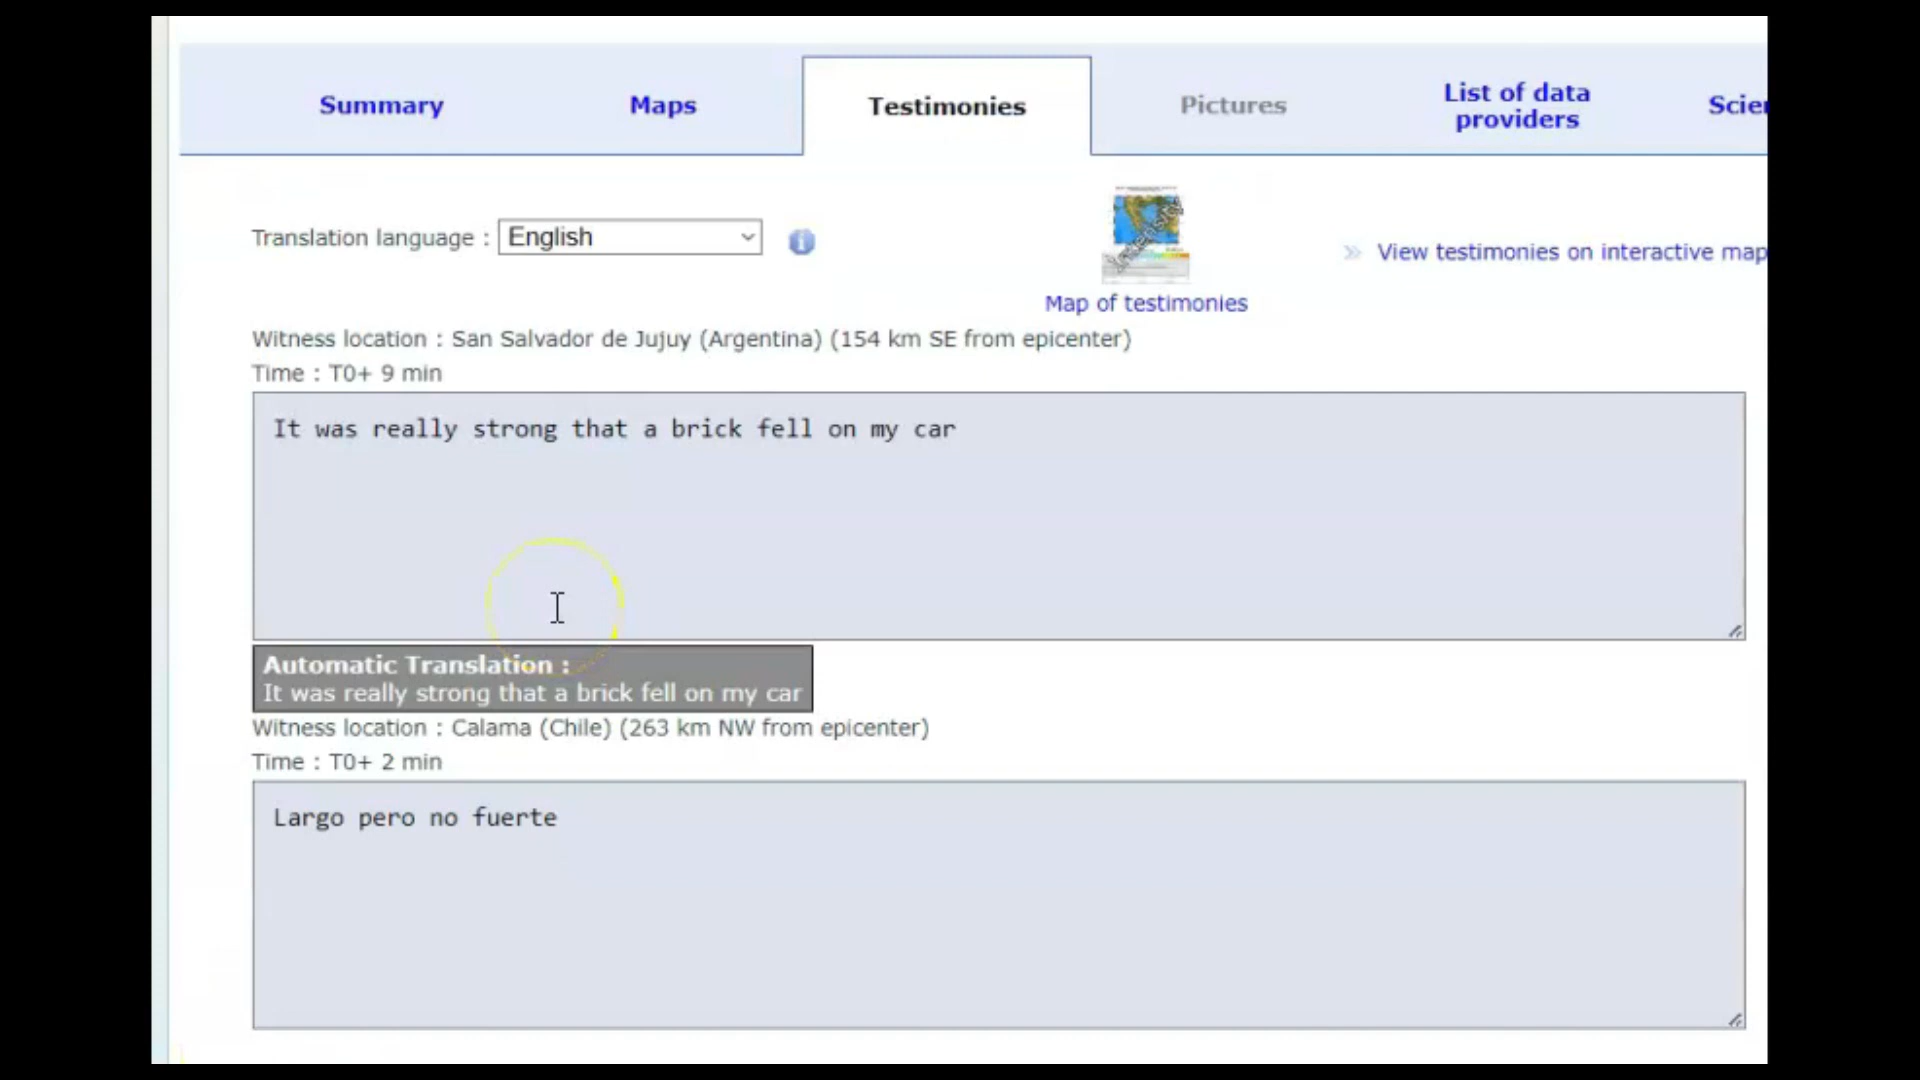 Summary
Maps
Testimonies
Pictures
List of data
providers
Scie
Translation language : English
i
View testimonies on interactive map
Map of testimonies
Witness location : San Salvador de Jujuy (Argentina) (154 km SE from epicenter)
Time : T0+ 9 min
It was really strong that a brick fell on my car
Automatic Translation :
It was really strong that a brick fell on my car
Witness location : Calama (Chile) (263 km NW from epicenter)
Time : T0+ 2 min
Largo pero no fuerte